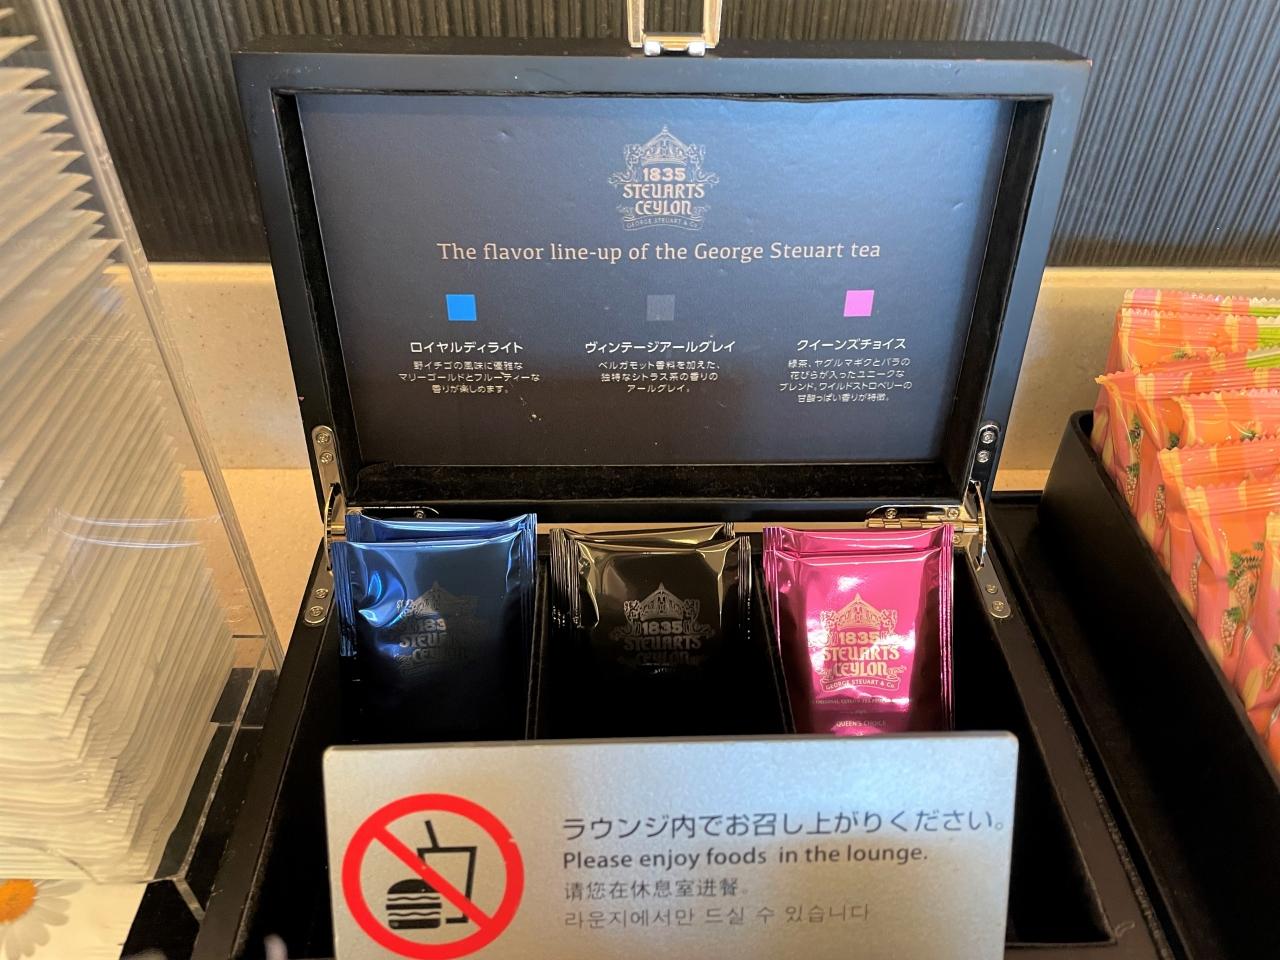 1835
STEUARTS
CEYLON
GEORGE STEUART & Co
The flavor line-up of the George Steuart tea
ロイヤルディライト
野イチゴの風味に優雅な
マリーゴールドとフルーティーな
香りが楽しめます。
ヴィンテージアールグレイ
ベルガモット香料を加えた、
独特なシトラス系の香りの
アールグレイ。
クイーンズチョイス
緑茶、ヤグルマギクとバラの
花びらが入ったユニークな
ブレンド。ワイルドストロベリーの
甘酸っぱい香りが特徴。
1835
STEUARTS
CEYLON
1835
STEUARTS
CEYLON
1835
STEUARTS
CEYLON
GEORGE STEUART & Co
QUEEN'S CHOICE
ラウンジ内でお召し上がりください。
Please enjoy foods in the lounge.
请您在休息室进餐。
라운지에서만 드실 수 있습니다